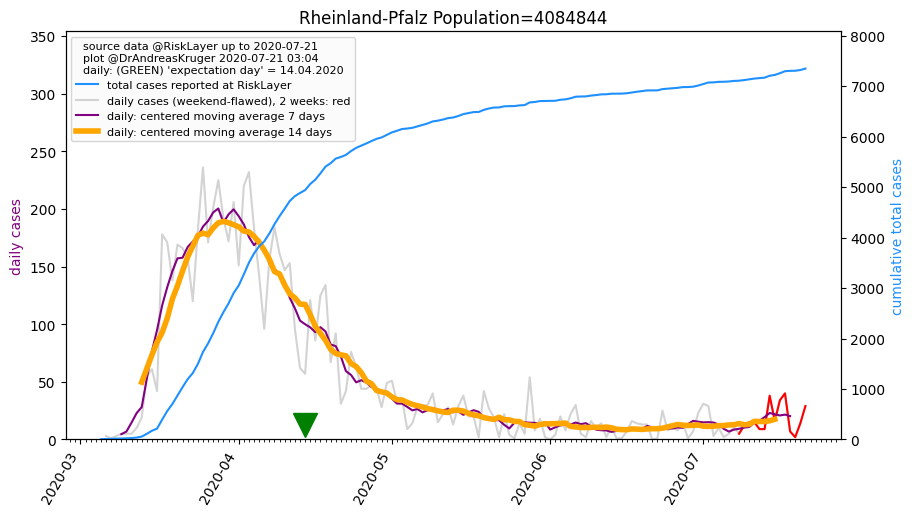 Rheinland-Pfalz Population=4084844
source data @RiskLayer up to 2020-07-21
plot @DrAndreasKruger 2020-07-21 03:04
daily: (GREEN) 'expectation day' = 14.04.2020
total cases reported at RiskLayer
daily cases (weekend-flawed), 2 weeks: red
daily: centered moving average 7 days
daily: centered moving average 14 days
daily cases
350
300
250
200
150
100
50
0
cumulative total cases
8000
7000
6000
5000
4000
3000
2000
1000
0
2020-03
2020-04
2020-05
2020-06
2020-07